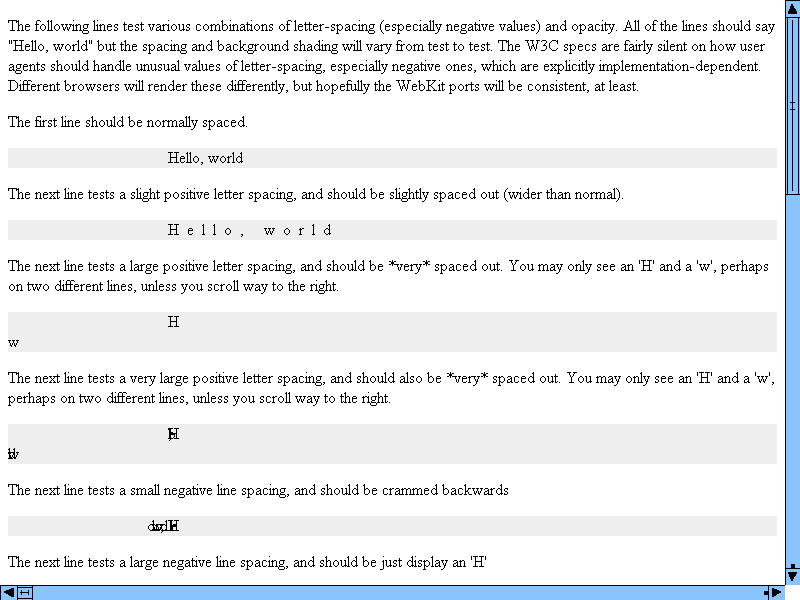 The following lines test various combinations of letter-spacing (especially negative values) and opacity. All of the lines should say
"Hello, world" but the spacing and background shading will vary from test to test. The W3C specs are fairly silent on how user
agents should handle unusual values of letter-spacing, especially negative ones, which are explicitly implementation-dependent.
Different browsers will render these differently, but hopefully the WebKit ports will be consistent, at least.
The first line should be normally spaced.
Hello, world
The next line tests a slight positive letter spacing, and should be slightly spaced out (wider than normal).
H e l l o ,   w o r l d
The next line tests a large positive letter spacing, and should be *very* spaced out. You may only see an 'H' and a 'w', perhaps
on two different lines, unless you scroll way to the right.
H
w
The next line tests a very large positive letter spacing, and should also be *very* spaced out. You may only see an 'H' and a 'w',
perhaps on two different lines, unless you scroll way to the right.
H
w
The next line tests a small negative line spacing, and should be crammed backwards
The next line tests a large negative line spacing, and should be just display an 'H'